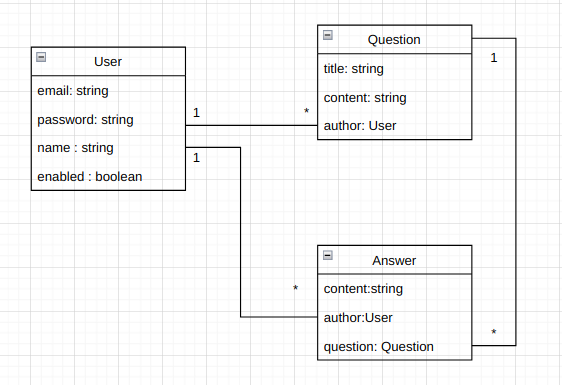 User
email: string
password: string
name : string
enabled : boolean
1
*
1
*
Question
title: string
content: string
author: User
1
*
Answer
content:string
author:User
question: Question